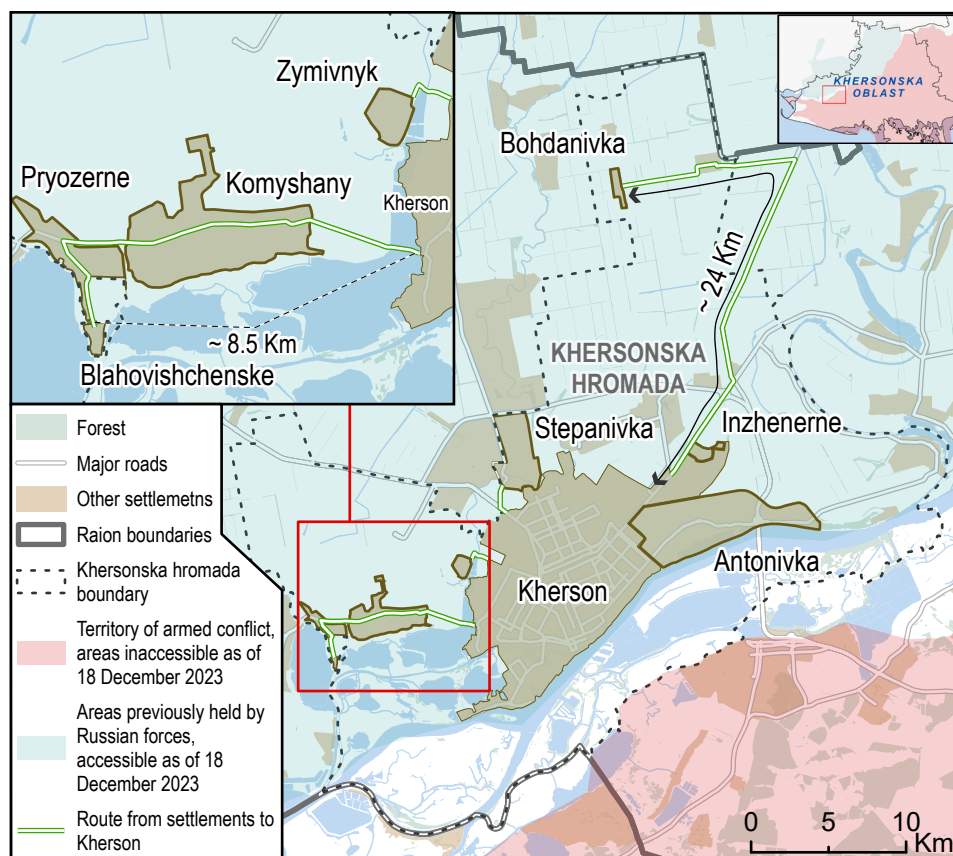 Zymivnyk
Pryozerne
Komyshany
Kherson
~ 8.5 Km
Blahovishchenske
KHERSONSKA
OBLAST
Bohdanivka
~ 24 Km
KHERSONSKA
HROMADA
Stepanivka
Inzhenerne
Kherson
Antonivka
Forest
Major roads
Other settlemetns
Raion boundaries
Khersonska hromada
boundary
Territory of armed conflict,
areas inaccessible as of
18 December 2023
Areas previously held by
Russian forces,
accessible as of 18
December 2023
Route from settlements to
Kherson
0 5 10
Km